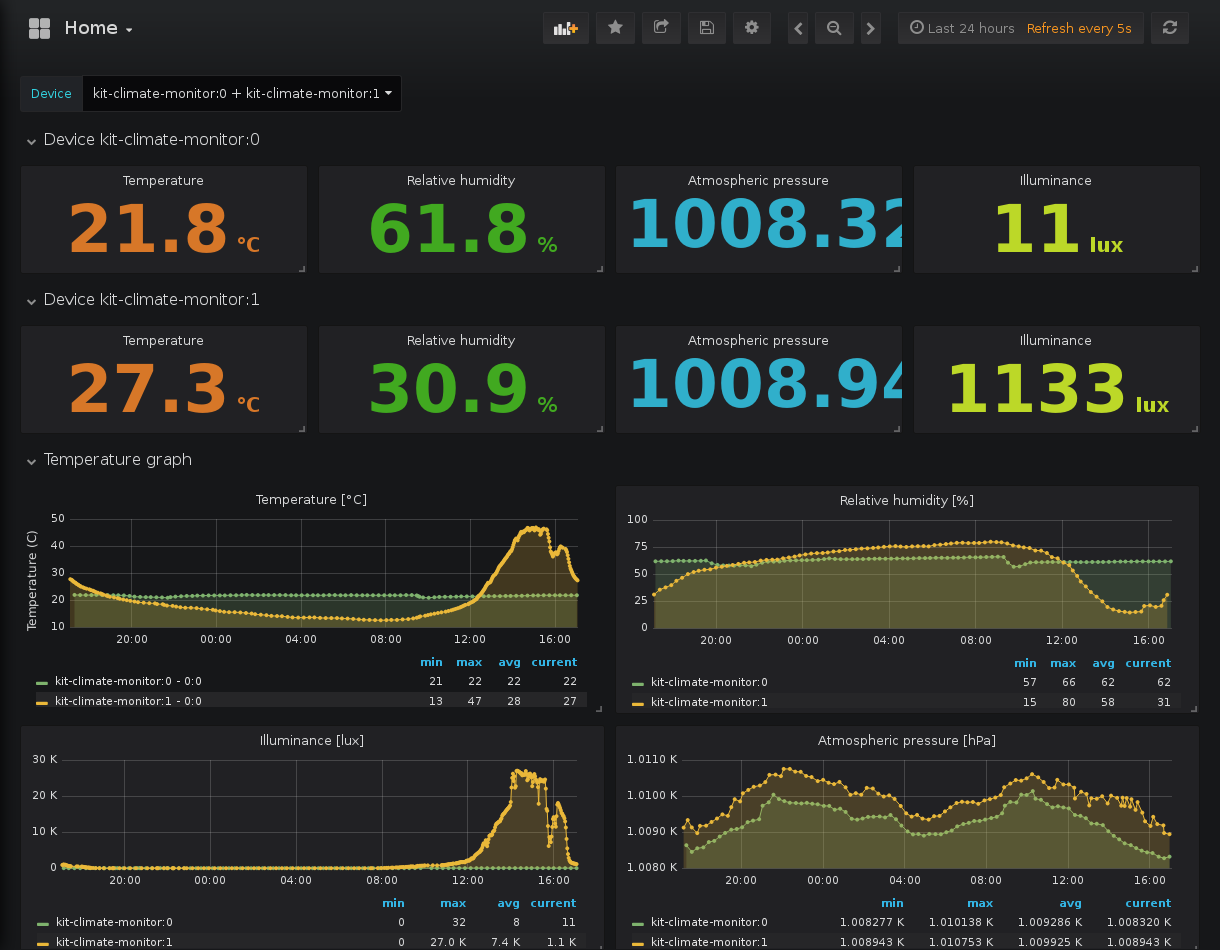 Home
Last 24 hours Refresh every 5s
Device kit-climate-monitor:0 + kit-climate-monitor:1
Device kit-climate-monitor:0
Temperature
21.8 °C
Relative humidity
61.8 %
Atmospheric pressure
1008.32
Illuminance
11 lux
Device kit-climate-monitor:1
Temperature
27.3 °C
Relative humidity
30.9 %
Atmospheric pressure
1008.94
Illuminance
1133 lux
Temperature graph
Temperature [°C]
Temperature (C)
50
40
30
20
10
20:00 00:00 04:00 08:00 12:00 16:00
min max avg current
kit-climate-monitor:0 - 0:0 21 22 22 22
kit-climate-monitor:1 - 0:0 13 47 28 27
Relative humidity [%]
100
75
50
25
0
20:00 00:00 04:00 08:00 12:00 16:00
min max avg current
kit-climate-monitor:0 57 66 62 62
kit-climate-monitor:1 15 80 58 31
Illuminance [lux]
30 K
20 K
10 K
0
20:00 00:00 04:00 08:00 12:00 16:00
min max avg current
kit-climate-monitor:0 0 32 8 11
kit-climate-monitor:1 0 27.0 K 7.4 K 1.1 K
Atmospheric pressure [hPa]
1.0110 K
1.0100 K
1.0090 K
1.0080 K
20:00 00:00 04:00 08:00 12:00 16:00
min max avg current
kit-climate-monitor:0 1.008277 K 1.010138 K 1.009286 K 1.008320 K
kit-climate-monitor:1 1.008943 K 1.010753 K 1.009925 K 1.008943 K